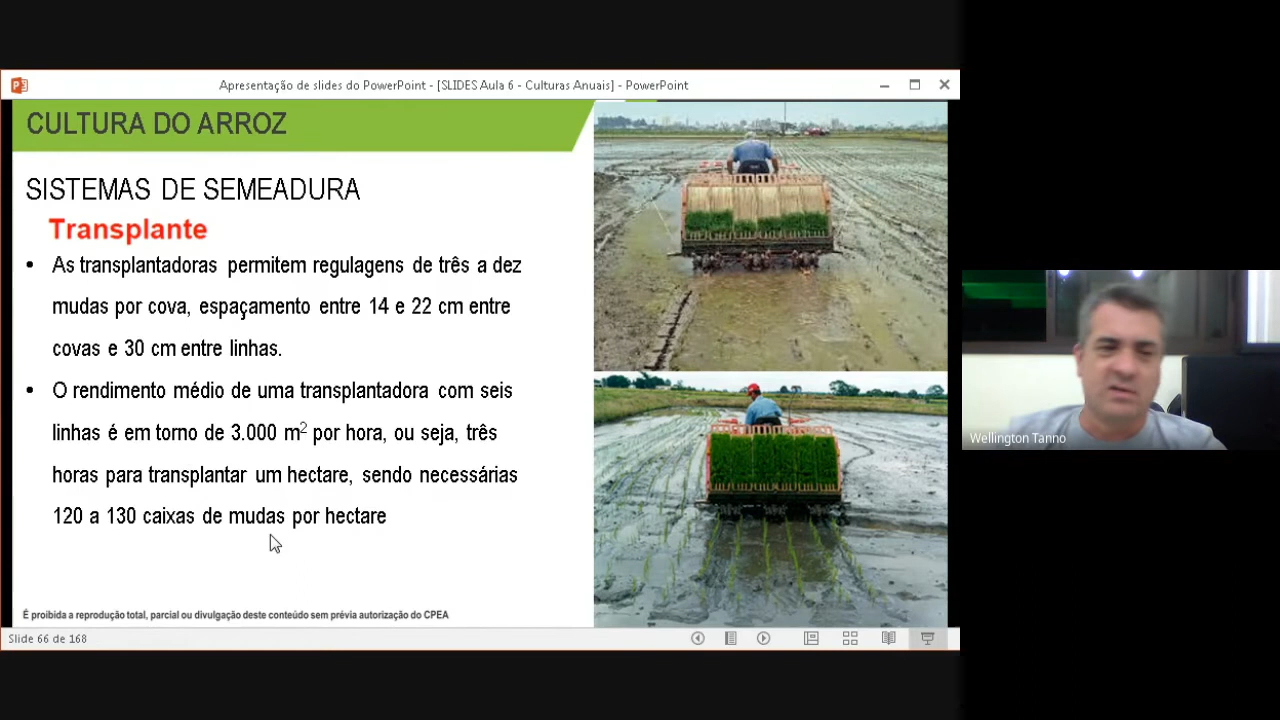 Apresentação de slides do PowerPoint - [SLIDES Aula 6 - Culturas Anuais] - PowerPoint
CULTURA DO ARROZ
SISTEMAS DE SEMEADURA
Transplante
• As transplantadoras permitem regulagens de três a dez
mudas por cova, espaçamento entre 14 e 22 cm entre
covas e 30 cm entre linhas.
• O rendimento médio de uma transplantadora com seis
linhas é em torno de 3.000 m² por hora, ou seja, três
horas para transplantar um hectare, sendo necessárias
120 a 130 caixas de mudas por hectare
É proibida a reprodução total, parcial ou divulgação deste conteúdo sem prévia autorização do CPEA
Slide 66 de 168
Wellington Tanno